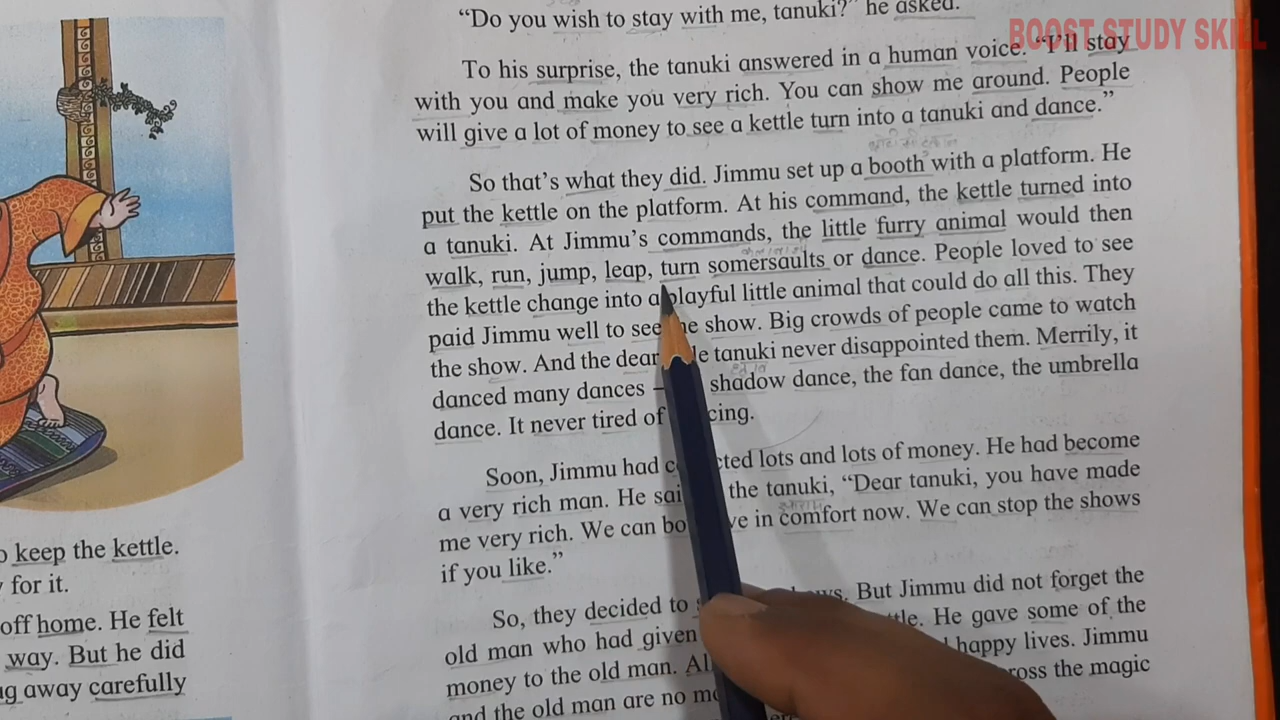 BOOST STUDY SKILL
keep the kettle.
for it.
off home. He felt
way. But he did
away carefully
“Do you wish to stay with me, tanuki?” he asked.
To his surprise, the tanuki answered in a human voice. “I’ll stay
with you and make you very rich. You can show me around. People
will give a lot of money to see a kettle turn into a tanuki and dance.”
So that’s what they did. Jimmu set up a booth with a platform. He
put the kettle on the platform. At his command, the kettle turned into
a tanuki. At Jimmu’s commands, the little furry animal would then
walk, run, jump, leap, turn somersaults or dance. People loved to see
the kettle change into a playful little animal that could do all this. They
paid Jimmu well to see show. Big crowds of people came to watch
the show. And the dear tanuki never disappointed them. Merrily, it
danced many dances – shadow dance, the fan dance, the umbrella
dance. It never tired of
Soon, Jimmu had lots and lots of money. He had become
a very rich man. He the tanuki, “Dear tanuki, you have made
me very rich. We can in comfort now. We can stop the shows
if you like.”
So, they decided to But Jimmu did not forget the
old man who had given He gave some of the
money to the old man. happy lives. Jimmu
and the old man are no the magic